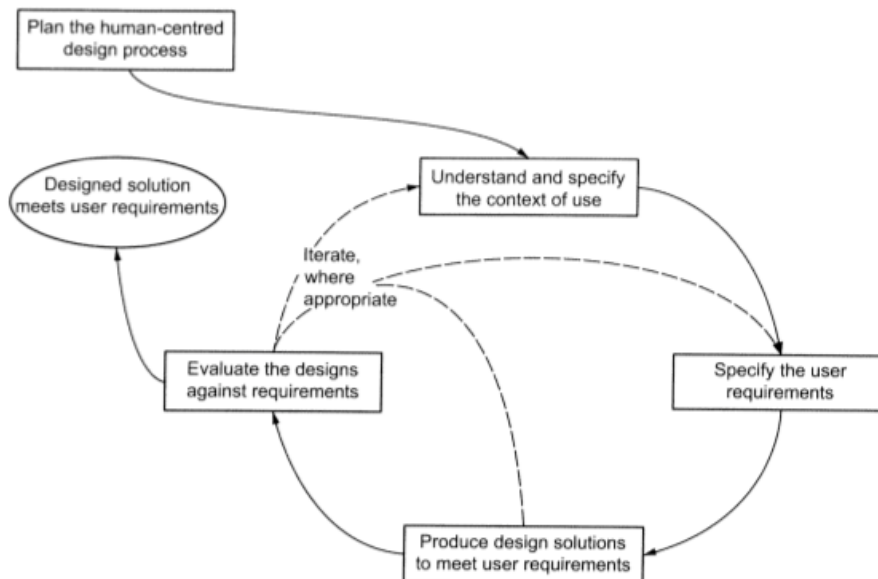 Plan the human-centred
design process
Understand and specify
the context of use
Designed solution
meets user requirements
Iterate,
where
appropriate
Evaluate the designs
against requirements
Specify the user
requirements
Produce design solutions
to meet user requirements